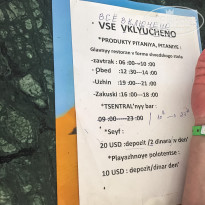 ВСЁ ВКЛЮЧЕНО
VSE VKLYUCHENO
*PRODUKTY PITANIYA, PITANIYE :
Glavnyy restoran v forme shvedskogo stola
-zavtrak : 06 :00---10 :00
- Obed : 12 :30---14 :00
-Uzhin : 19:00---21:00
-Zakuski : 16:00---18 :00
*TSENTRAL'nyy bar :
09 :00-----23:00
*Seyf :
20 USD :depozit /2 dinara v den'
*Plyazhnoye polotentse :
10 USD : depozit/dinar den'